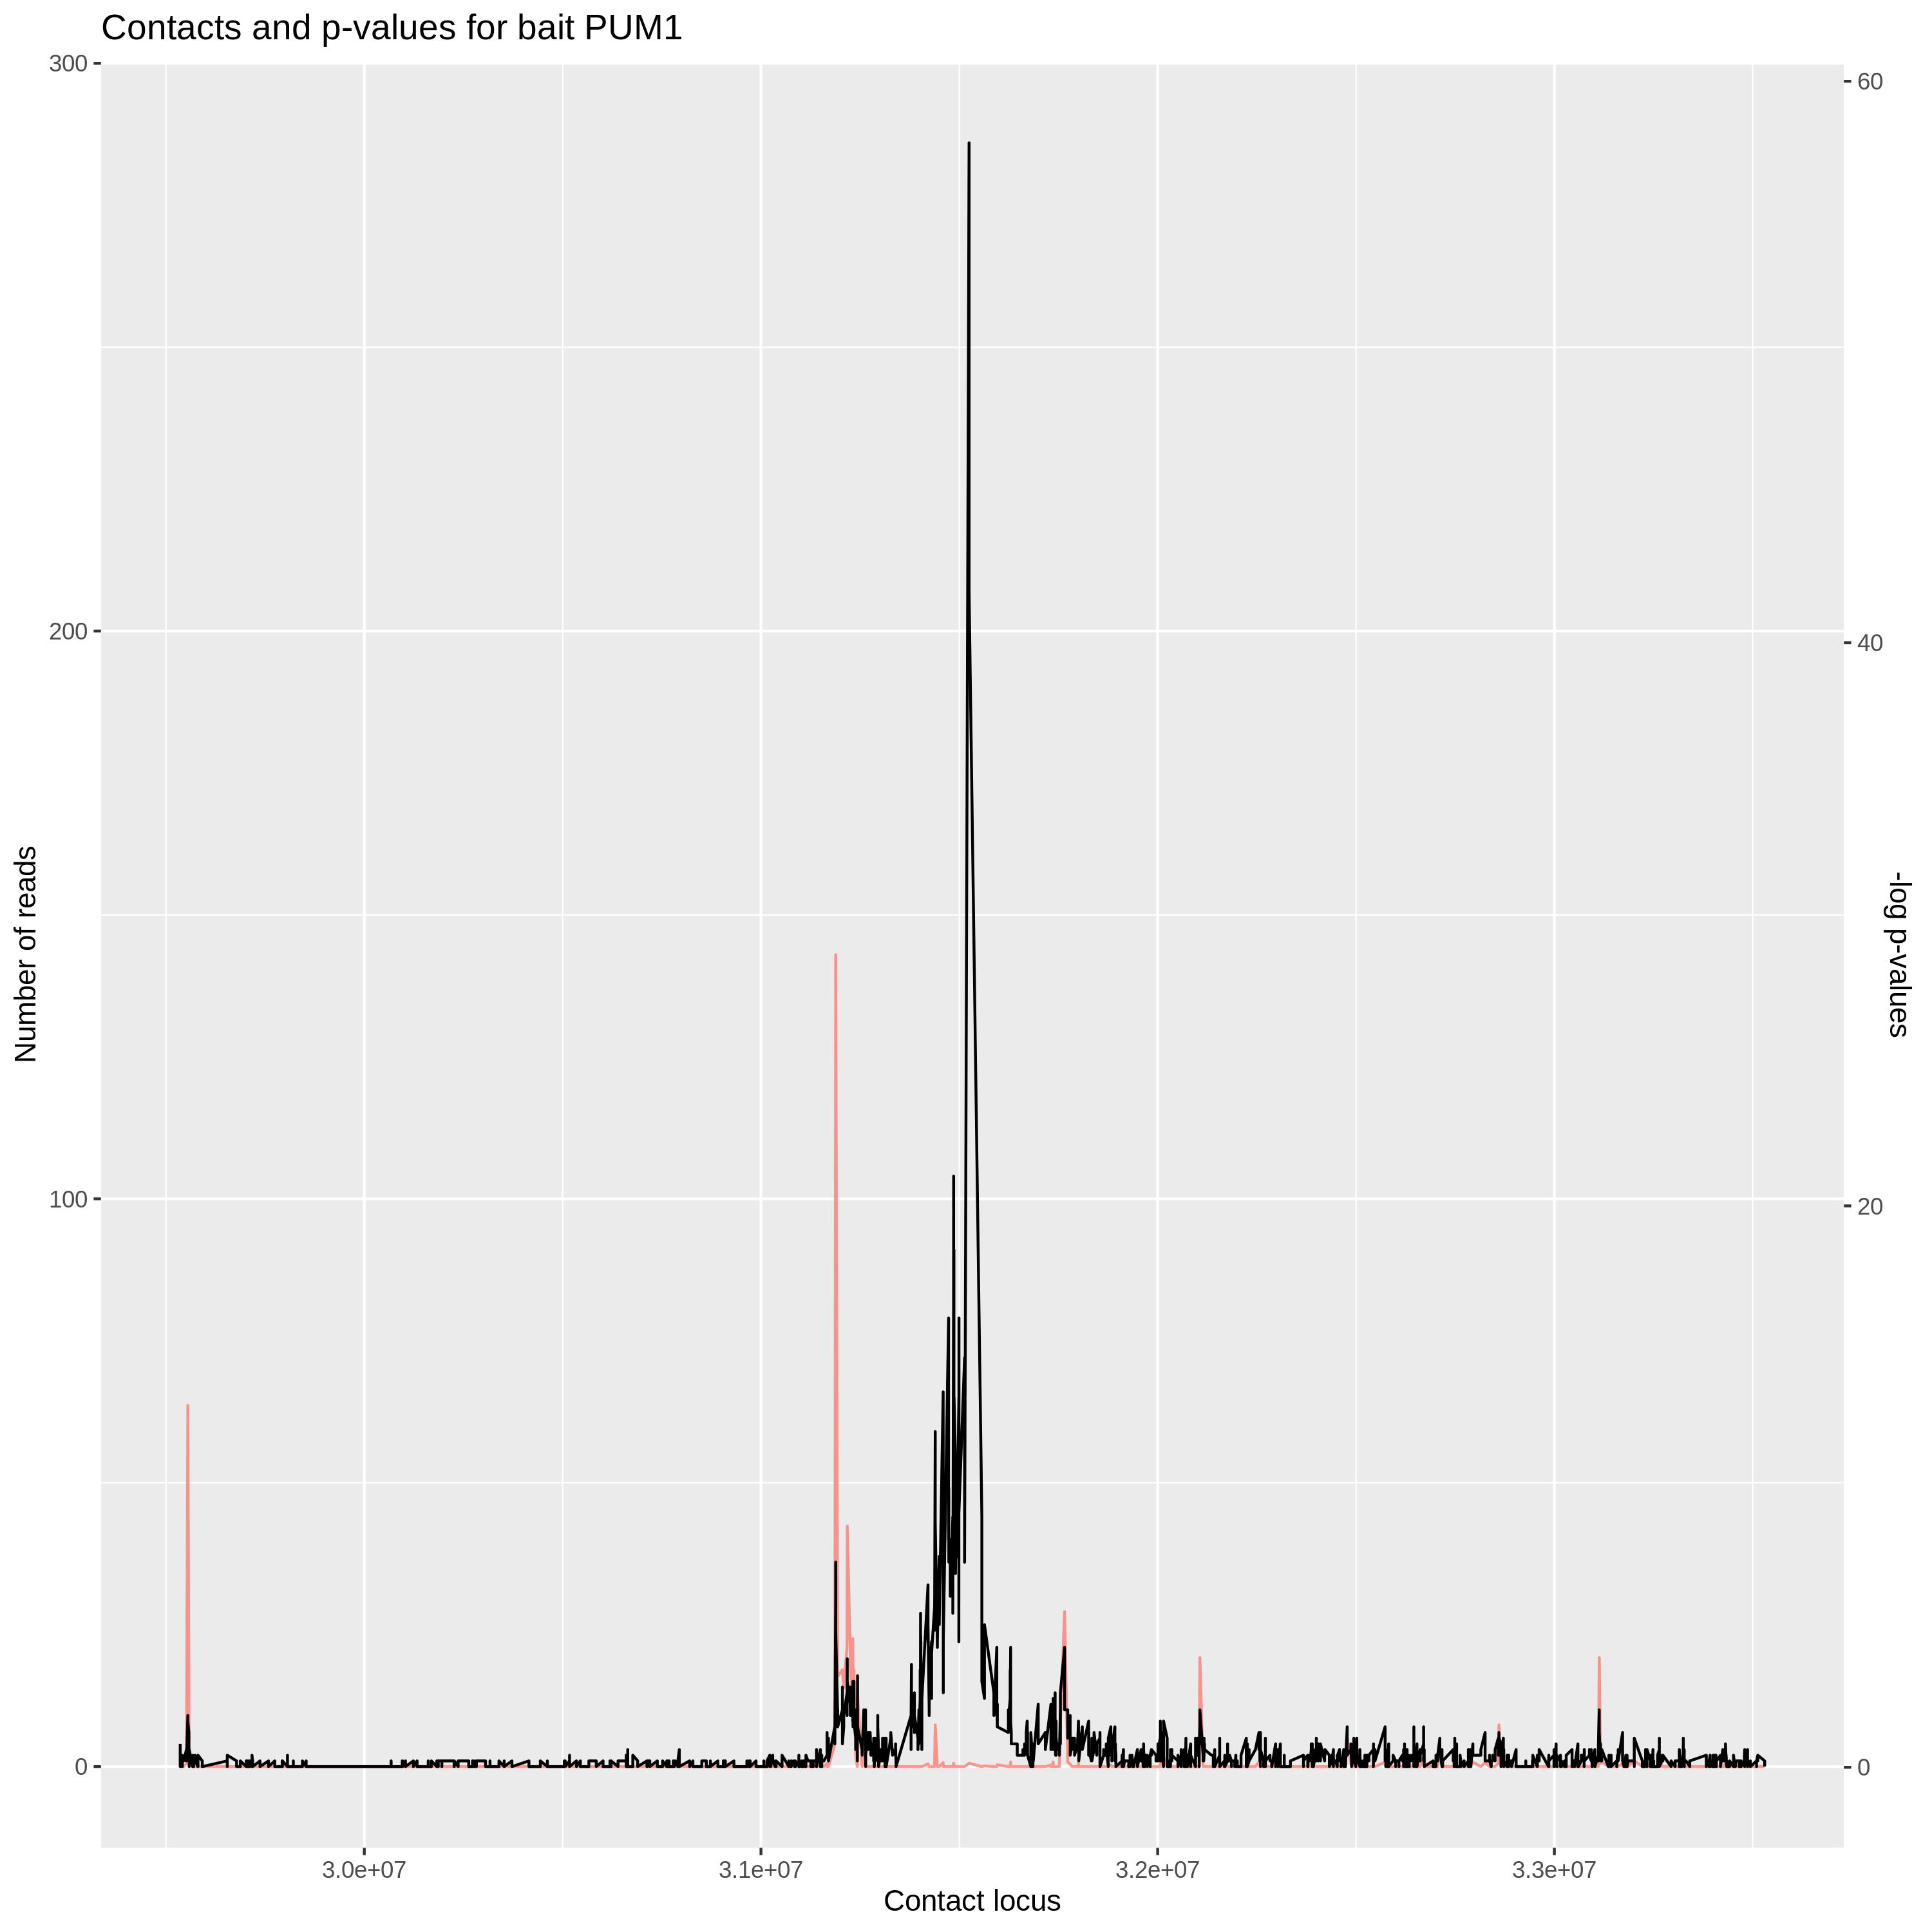 Contacts and p-values for bait PUM1
300
200
100
0
Number of reads
60
40
20
0
-log p-values
3.0e+07 3.1e+07 3.2e+07 3.3e+07
Contact locus